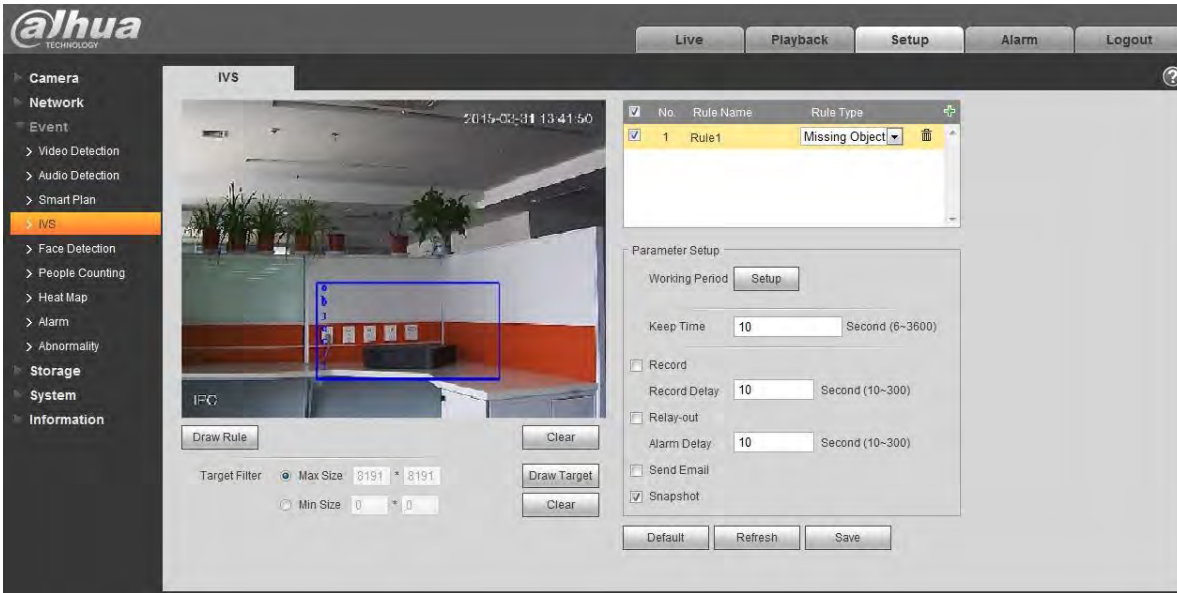 alhua
TECHNOLOGY
Live
Playback
Setup
Alarm
Logout
Camera
Network
Event
Video Detection
Audio Detection
Smart Plan
IVS
Face Detection
People Counting
Heat Map
Alarm
Abnormality
Storage
System
Information
IVS
2015-03-31 13:41:50
IPC
Draw Rule
Clear
Target Filter Max Size 8191 * 8191
Draw Target
Min Size 0 * 0
Clear
No. Rule Name Rule Type
1 Rule1 Missing Object
Parameter Setup
Working Period Setup
Keep Time 10 Second (6~3600)
Record
Record Delay 10 Second (10~300)
Relay-out
Alarm Delay 10 Second (10~300)
Send Email
Snapshot
Default Refresh Save